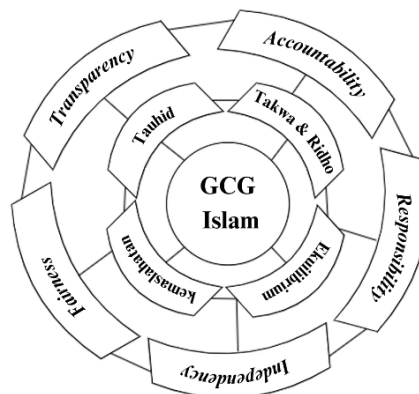 Transparency
Accountability
Responsibility
Independency
Fairness
Tauhid
Takwa & Ridho
Ekuilibrium
kemaslahatan
GCG
Islam